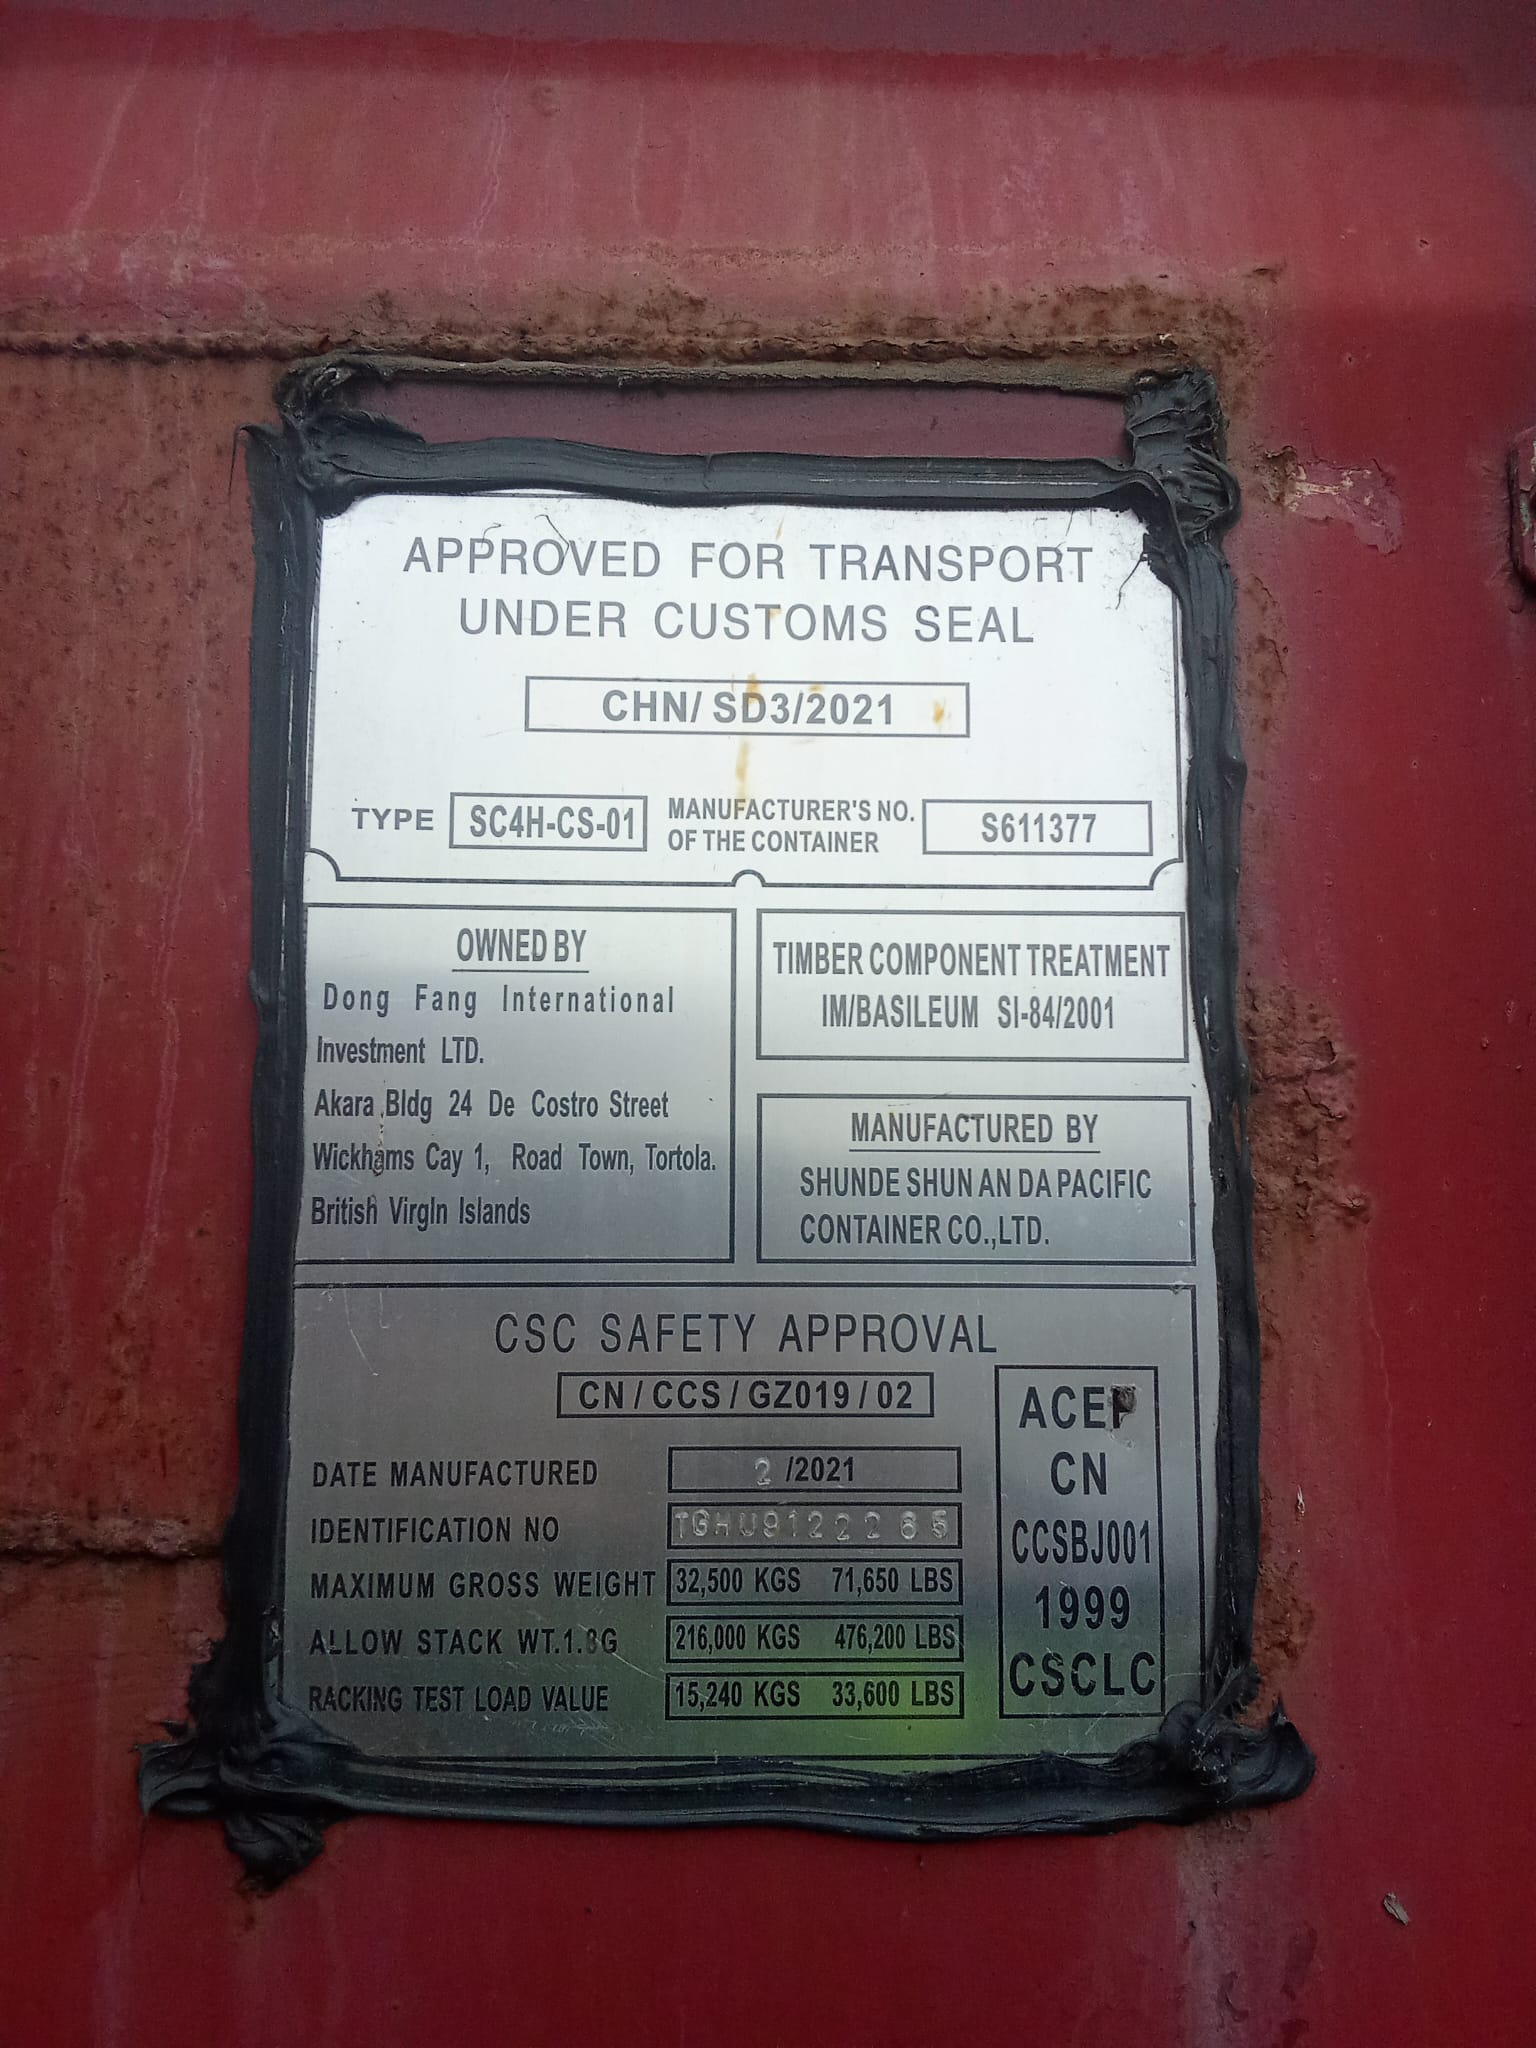 APPROVED FOR TRANSPORT
UNDER CUSTOMS SEAL
CHN/ SD3/2021
TYPE SC4H-CS-01
MANUFACTURER'S NO.
OF THE CONTAINER
S611377
OWNED BY
Dong Fang International
Investment LTD.
Akara Bldg 24 De Costro Street
Wickhams Cay 1, Road Town, Tortola.
British VirgIn Islands
TIMBER COMPONENT TREATMENT
IM/BASILEUM SI-84/2001
MANUFACTURED BY
SHUNDE SHUN AN DA PACIFIC
CONTAINER CO.,LTD.
CSC SAFETY APPROVAL
CN/CCS/GZ019/02
DATE MANUFACTURED 2 /2021
IDENTIFICATION NO TGHU9122265
MAXIMUM GROSS WEIGHT 32,500 KGS 71,650 LBS
ALLOW STACK WT.1.8G 216,000 KGS 476,200 LBS
RACKING TEST LOAD VALUE 15,240 KGS 33,600 LBS
ACEP
CN
CCSBJ001
1999
CSCLC